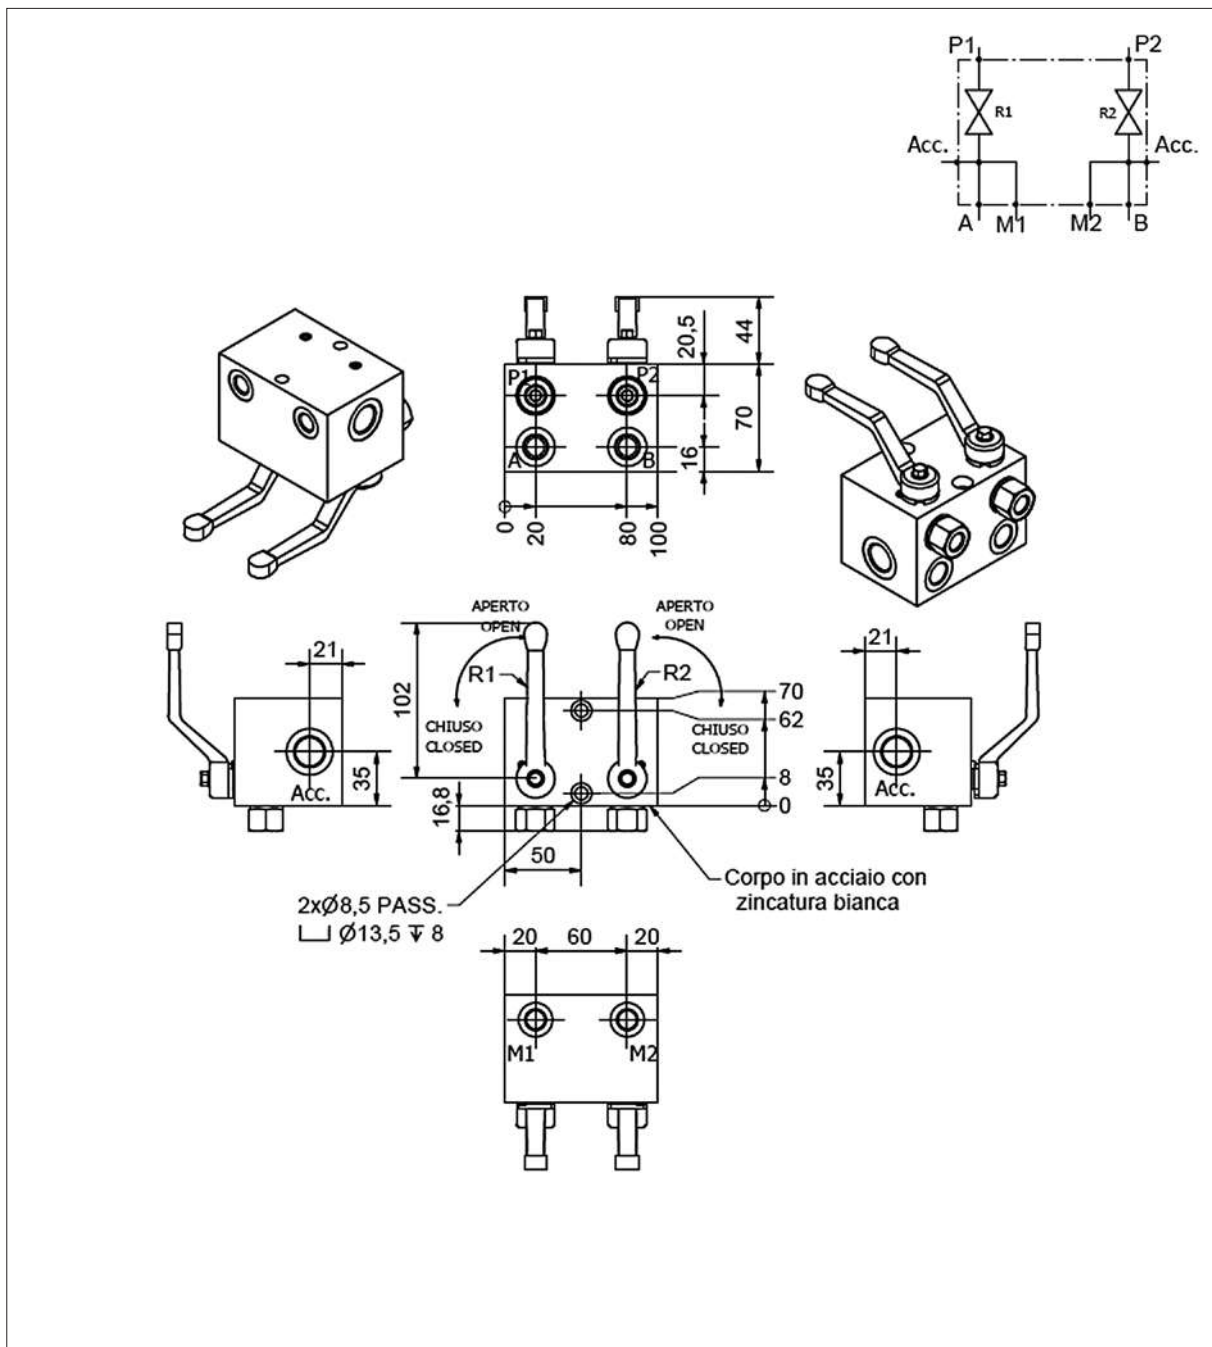 P1 P2
R1 R2
Acc. Acc.
A M1 M2 B
20,5 44
P1 P2
70
16
A B
0 20 80 100
APERTO
OPEN
APERTO
OPEN
21 21
R1 R2
102
70
62
CHIUSO
CLOSED
CHIUSO
CLOSED
35 35
Acc. Acc.
8
0
16,8
50
Corpo in acciaio con
zincatura bianca
2xØ8,5 PASS.
⌴ Ø13,5 ↧ 8
20 60 20
M1 M2